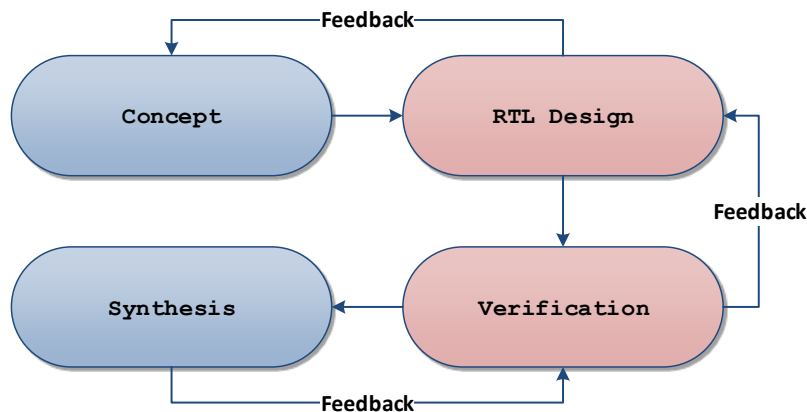 Feedback
Concept
RTL Design
Feedback
Synthesis
Verification
Feedback